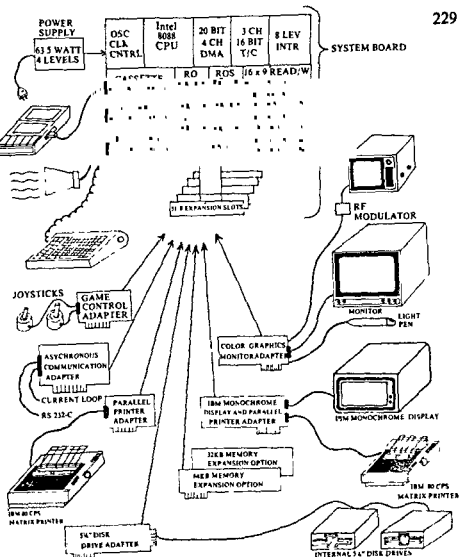 229
POWER
SUPPLY
63 5 WATT
4 LEVELS
OSC
CLK
CNTRL
Intel
8088
CPU
20 BIT
4 CH
DMA
3 CH
16 BIT
T/C
8 LEV
INTR
SYSTEM BOARD
CASSETTE
RO
ROS
16 x 9 READ/W
EXPANSION SLOTS
RF
MODULATOR
MONITOR
LIGHT
PEN
JOYSTICKS
GAME
CONTROL
ADAPTER
COLOR GRAPHICS
MONITOR ADAPTER
ASYCHRONOUS
COMMUNICATION
ADAPTER
CURRENT LOOP
RS 232-C
PARALLEL
PRINTER
ADAPTER
IBM MONOCHROME
DISPLAY AND PARALLEL
PRINTER ADAPTER
IBM MONOCHROME DISPLAY
32KB MEMORY
EXPANSION OPTION
64KB MEMORY
EXPANSION OPTION
IBM 80 CPS
MATRIX PRINTER
IBM 80 CPS
MATRIX PRINTER
5¼" DISK
DRIVE ADAPTER
INTERNAL 5¼" DISK DRIVES